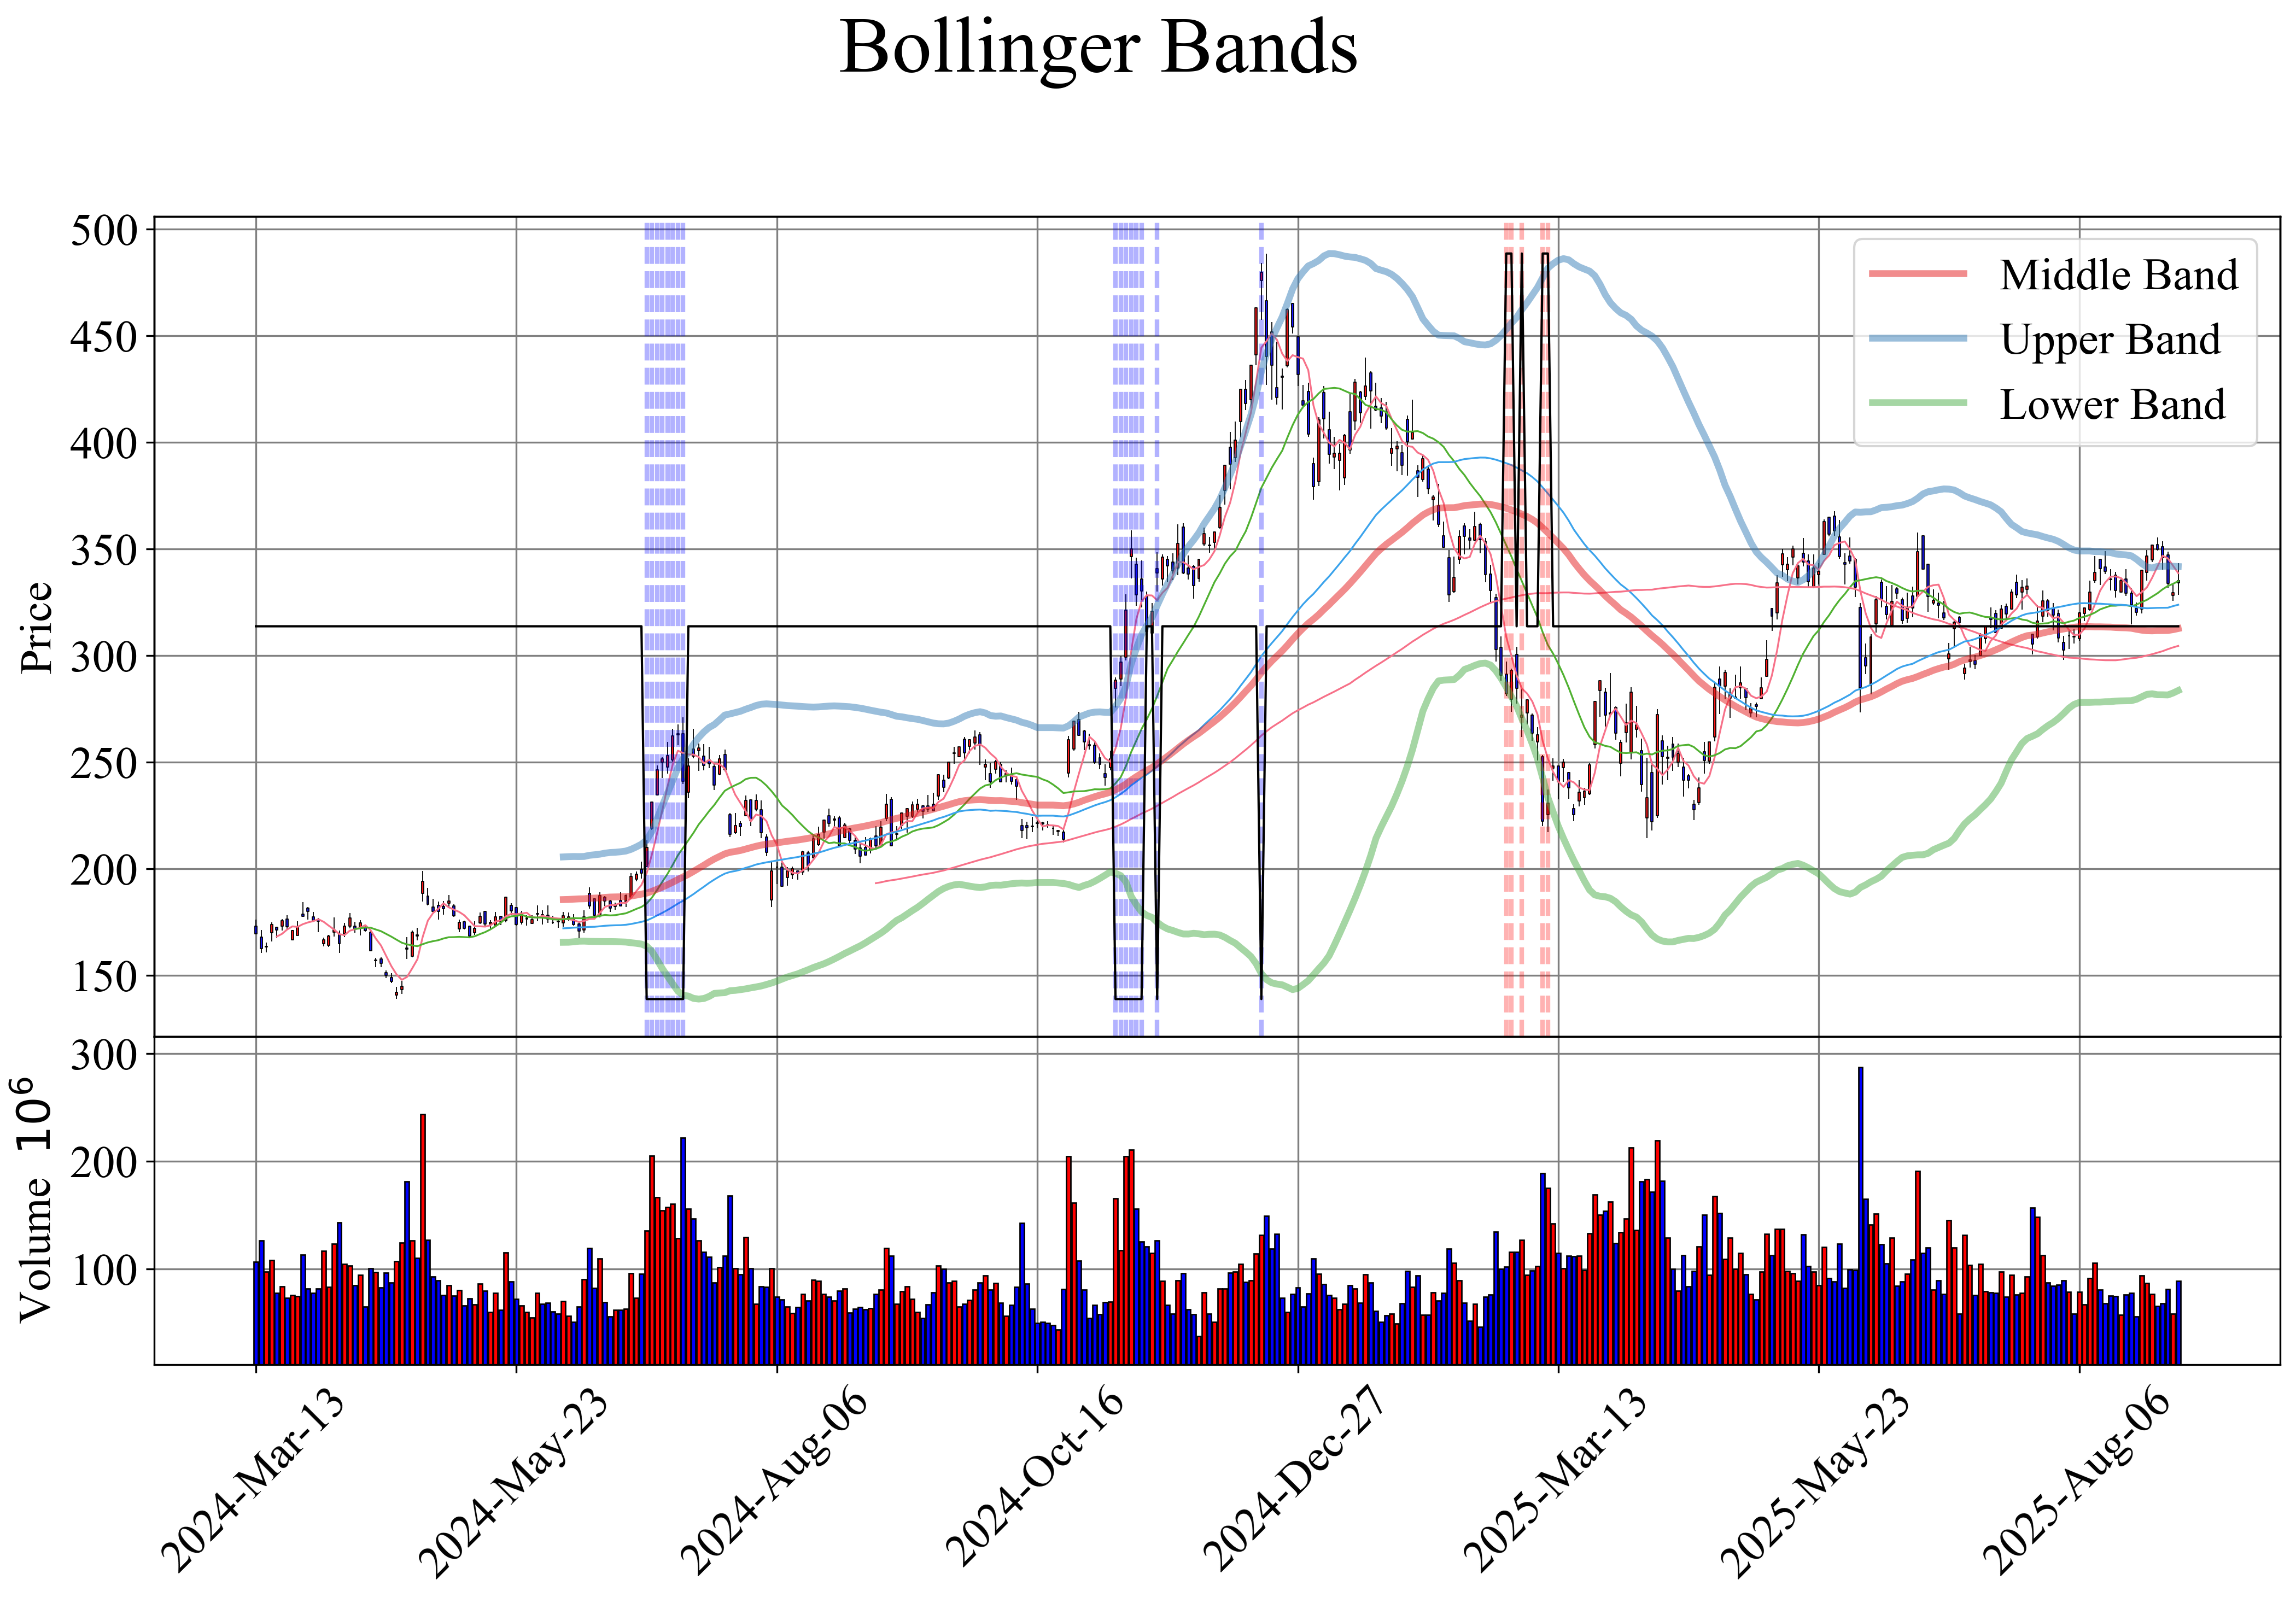 Bollinger Bands
500
450
400
350
300
250
200
150
Price
Middle Band
Upper Band
Lower Band
300
200
100
Volume 10⁶
2024-Mar-13
2024-May-23
2024-Aug-06
2024-Oct-16
2024-Dec-27
2025-Mar-13
2025-May-23
2025-Aug-06